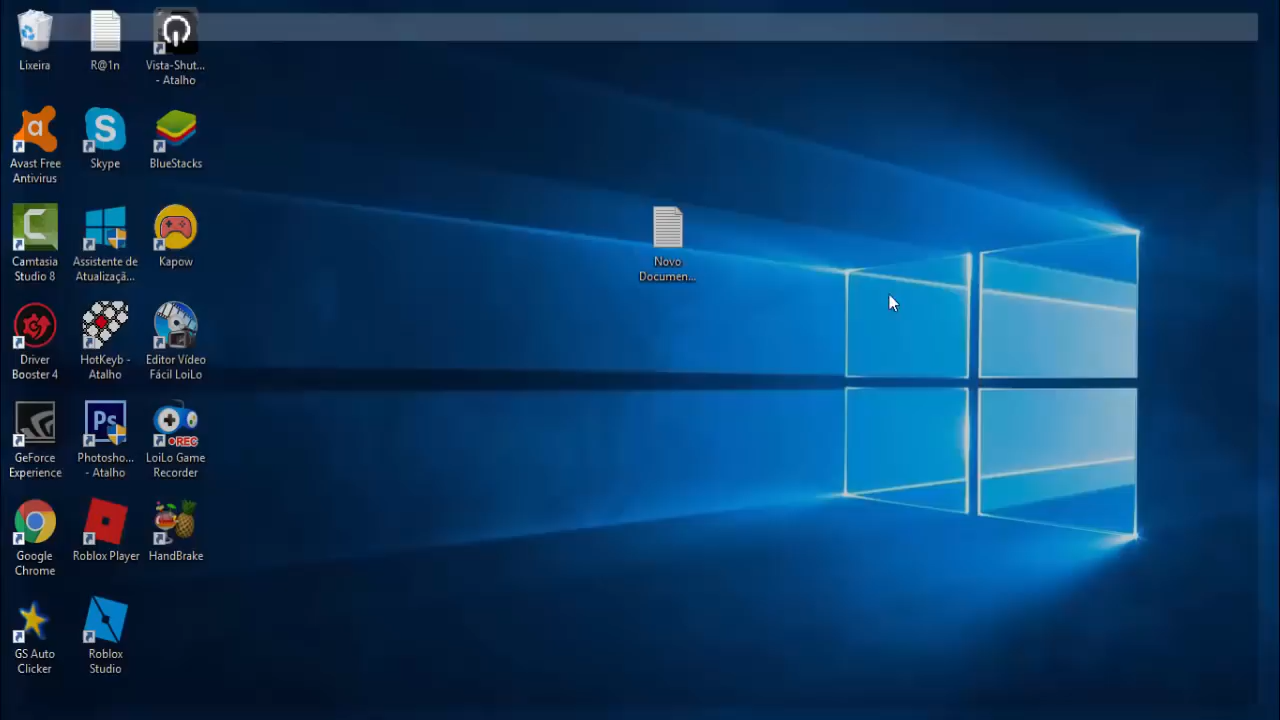 Lixeira
R@1n
Vista-Shut...
- Atalho
Avast Free
Antivirus
Skype
BlueStacks
Camtasia
Studio 8
Assistente de
Atualizaçã...
Kapow
Driver
Booster 4
HotKeyb -
Atalho
Editor Vídeo
Fácil LoiLo
GeForce
Experience
Ps
Photosho...
- Atalho
REC
LoiLo Game
Recorder
Google
Chrome
Roblox Player
HandBrake
GS Auto
Clicker
Roblox
Studio
Novo
Documen...